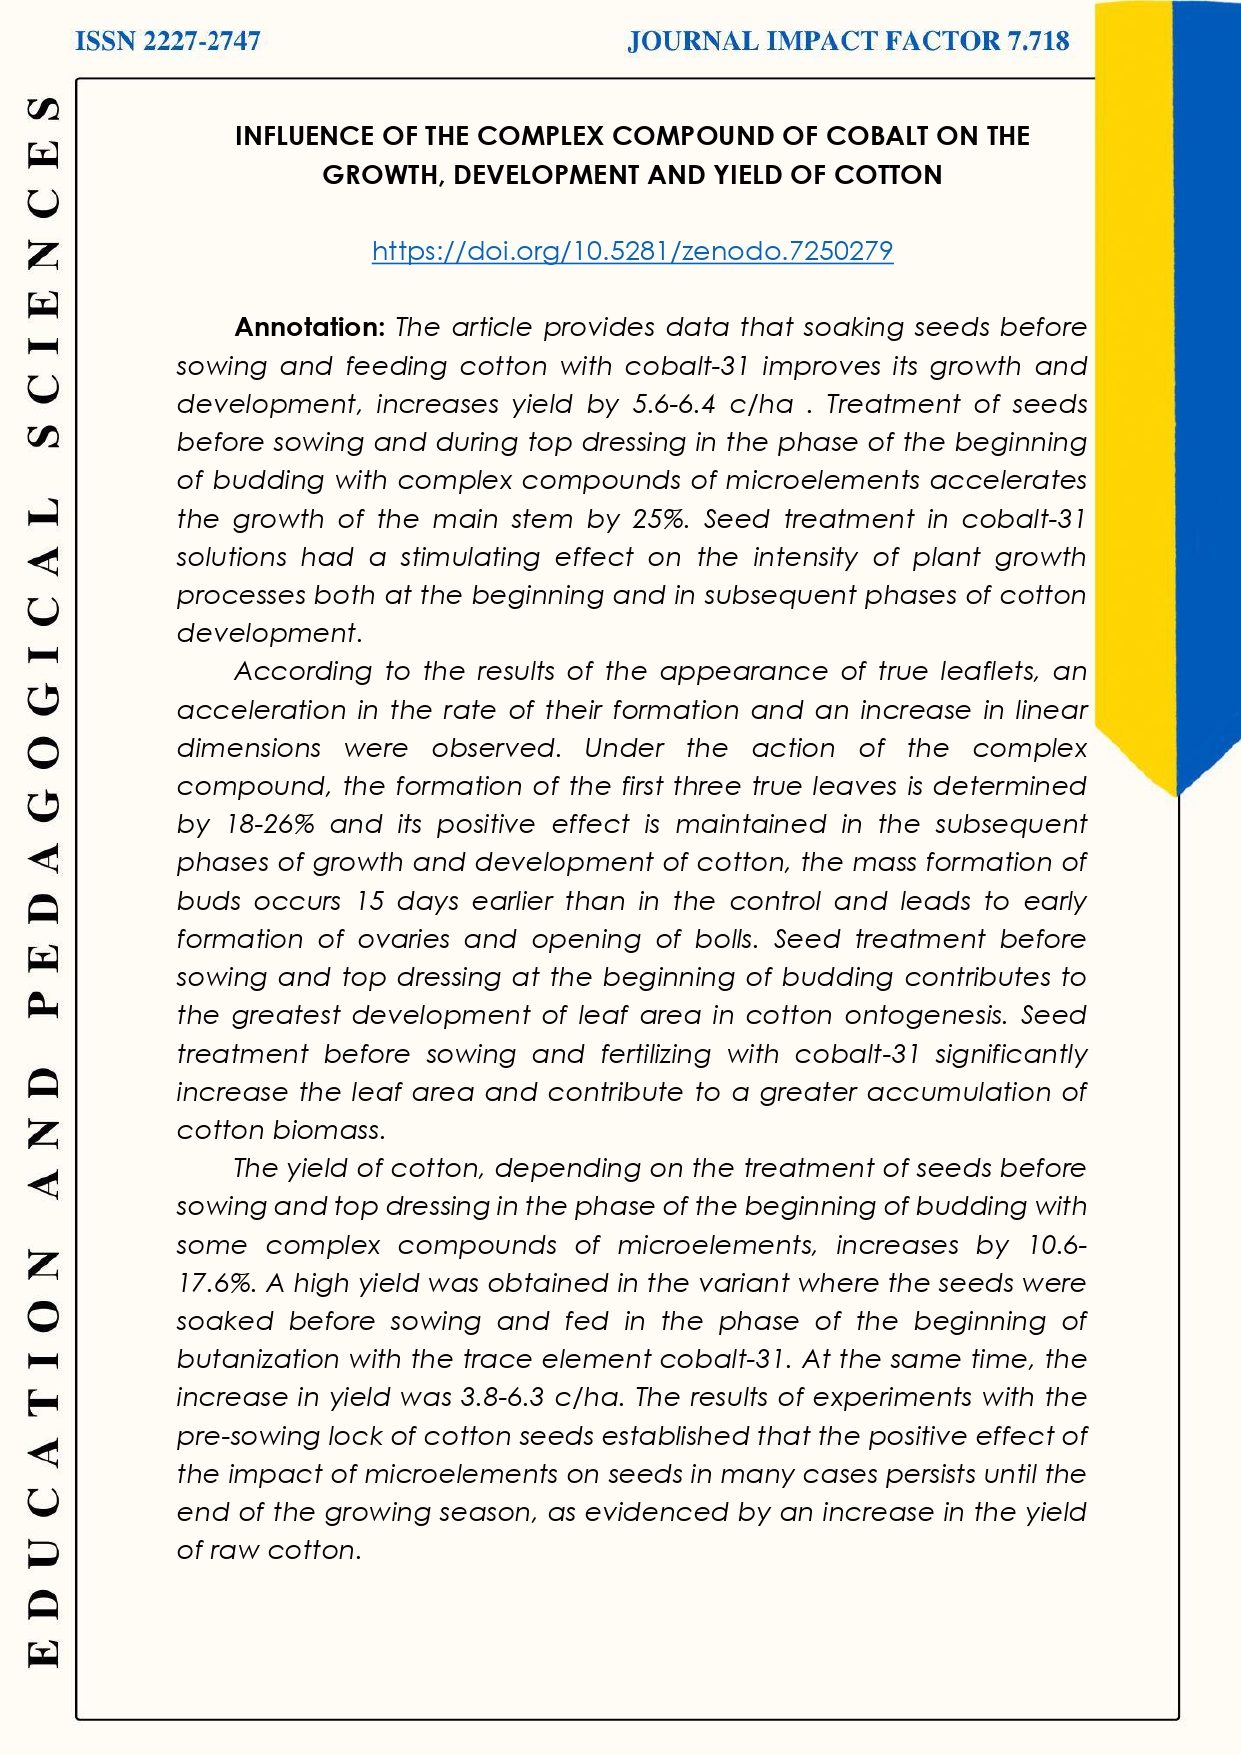 ISSN 2227-2747
JOURNAL IMPACT FACTOR 7.718
EDUCATION AND PEDAGOGICAL SCIENCES
INFLUENCE OF THE COMPLEX COMPOUND OF COBALT ON THE
GROWTH, DEVELOPMENT AND YIELD OF COTTON
https://doi.org/10.5281/zenodo.7250279
Annotation: The article provides data that soaking seeds before
sowing and feeding cotton with cobalt-31 improves its growth and
development, increases yield by 5.6-6.4 c/ha . Treatment of seeds
before sowing and during top dressing in the phase of the beginning
of budding with complex compounds of microelements accelerates
the growth of the main stem by 25%. Seed treatment in cobalt-31
solutions had a stimulating effect on the intensity of plant growth
processes both at the beginning and in subsequent phases of cotton
development.
According to the results of the appearance of true leaflets, an
acceleration in the rate of their formation and an increase in linear
dimensions were observed. Under the action of the complex
compound, the formation of the first three true leaves is determined
by 18-26% and its positive effect is maintained in the subsequent
phases of growth and development of cotton, the mass formation of
buds occurs 15 days earlier than in the control and leads to early
formation of ovaries and opening of bolls. Seed treatment before
sowing and top dressing at the beginning of budding contributes to
the greatest development of leaf area in cotton ontogenesis. Seed
treatment before sowing and fertilizing with cobalt-31 significantly
increase the leaf area and contribute to a greater accumulation of
cotton biomass.
The yield of cotton, depending on the treatment of seeds before
sowing and top dressing in the phase of the beginning of budding with
some complex compounds of microelements, increases by 10.6-
17.6%. A high yield was obtained in the variant where the seeds were
soaked before sowing and fed in the phase of the beginning of
butanization with the trace element cobalt-31. At the same time, the
increase in yield was 3.8-6.3 c/ha. The results of experiments with the
pre-sowing lock of cotton seeds established that the positive effect of
the impact of microelements on seeds in many cases persists until the
end of the growing season, as evidenced by an increase in the yield
of raw cotton.